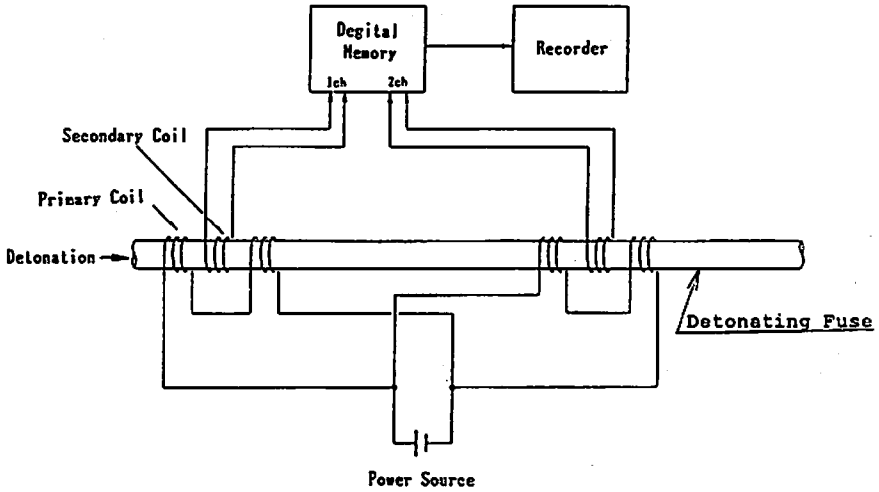 Degital
Memory
1ch 2ch
Recorder
Secondary Coil
Primary Coil
Detonation
Detonating Fuse
Power Source